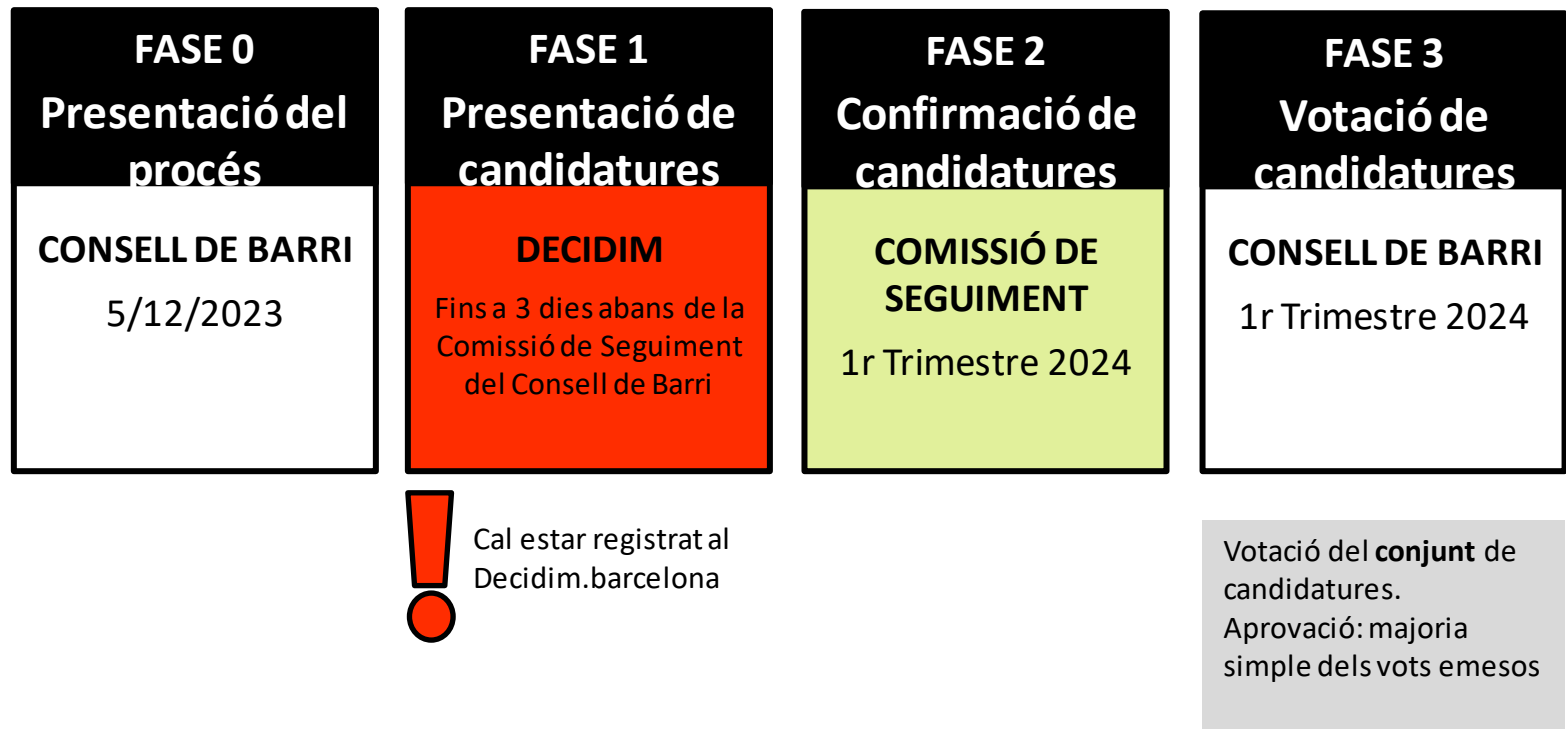 FASE 0
Presentació del
procés
CONSELL DE BARRI
5/12/2023
FASE 1
Presentació de
candidatures
DECIDIM
Fins a 3 dies abans de la
Comissió de Seguiment
del Consell de Barri
Cal estar registrat al
Decidim.barcelona
FASE 2
Confirmació de
candidatures
COMISSIÓ DE
SEGUIMENT
1r Trimestre 2024
FASE 3
Votació de
candidatures
CONSELL DE BARRI
1r Trimestre 2024
Votació del conjunt de
candidatures.
Aprovació: majoria
simple dels vots emesos